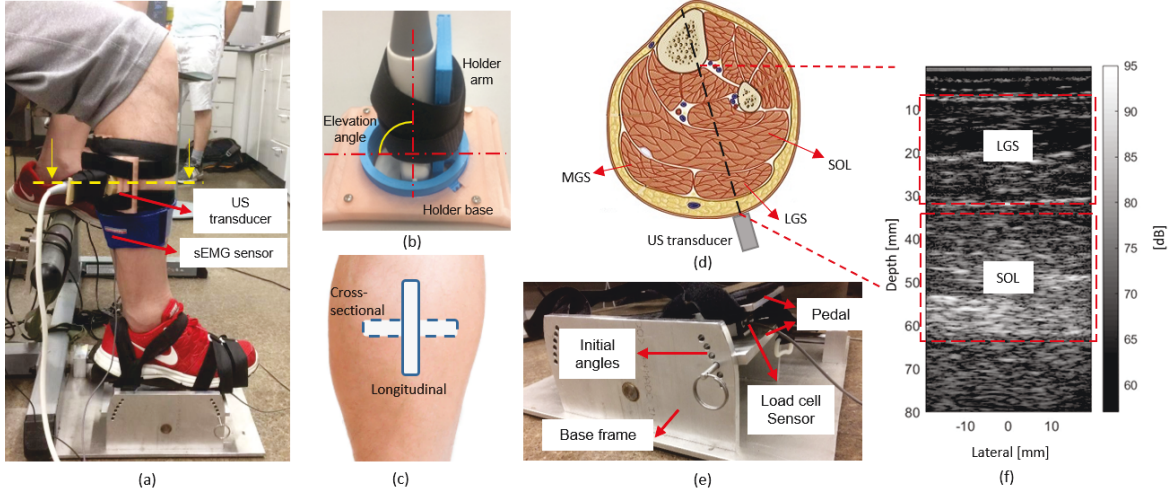 US
transducer
sEMG sensor
(a)
Holder
arm
Elevation
angle
Holder base
(b)
Cross-
sectional
Longitudinal
(c)
MGS
SOL
LGS
US transducer
(d)
Initial
angles
Pedal
Load cell
Sensor
Base frame
(e)
LGS
SOL
10
20
30
40
50
60
70
80
Depth [mm]
-10
0
10
Lateral [mm]
95
90
85
80
75
70
65
60
[dB]
(f)